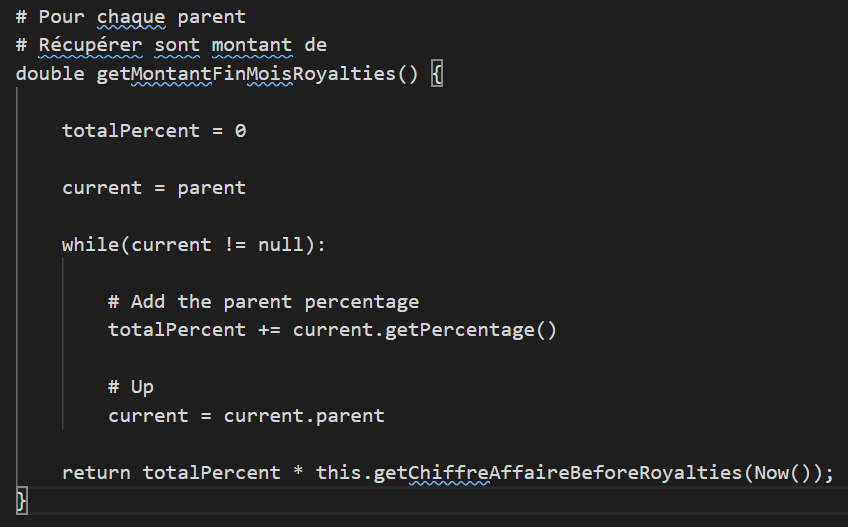 # Pour chaque parent
# Récupérer sont montant de
double getMontantFinMoisRoyalties() {
totalPercent = 0
current = parent
while(current != null):
# Add the parent percentage
totalPercent += current.getPercentage()
# Up
current = current.parent
return totalPercent * this.getChiffreAffaireBeforeRoyalties(Now());
}